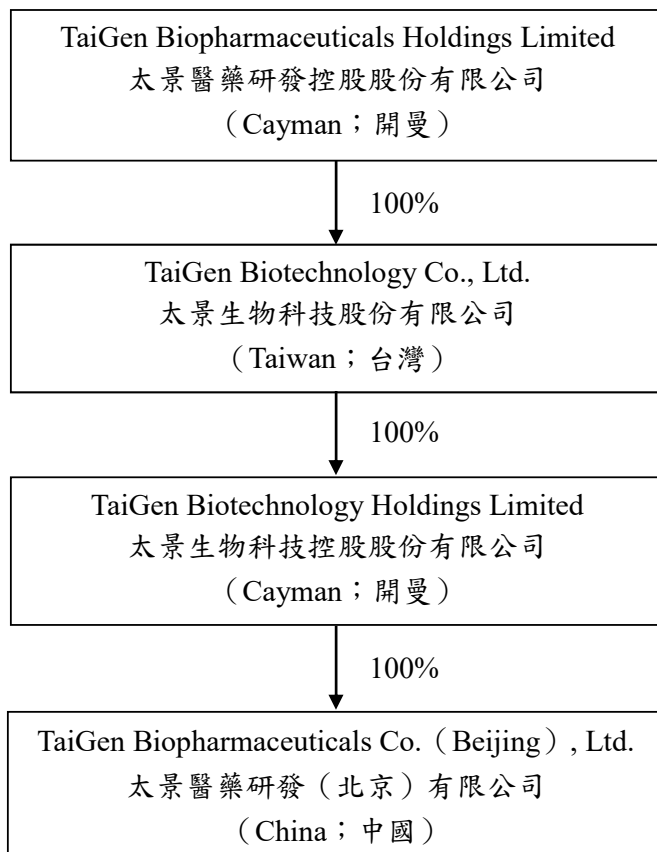 TaiGen Biopharmaceuticals Holdings Limited
太景醫藥研發控股股份有限公司
（Cayman；開曼）
100%
TaiGen Biotechnology Co., Ltd.
太景生物科技股份有限公司
（Taiwan；台灣）
100%
TaiGen Biotechnology Holdings Limited
太景生物科技控股股份有限公司
（Cayman；開曼）
100%
TaiGen Biopharmaceuticals Co.（Beijing）, Ltd.
太景醫藥研發（北京）有限公司
（China；中國）